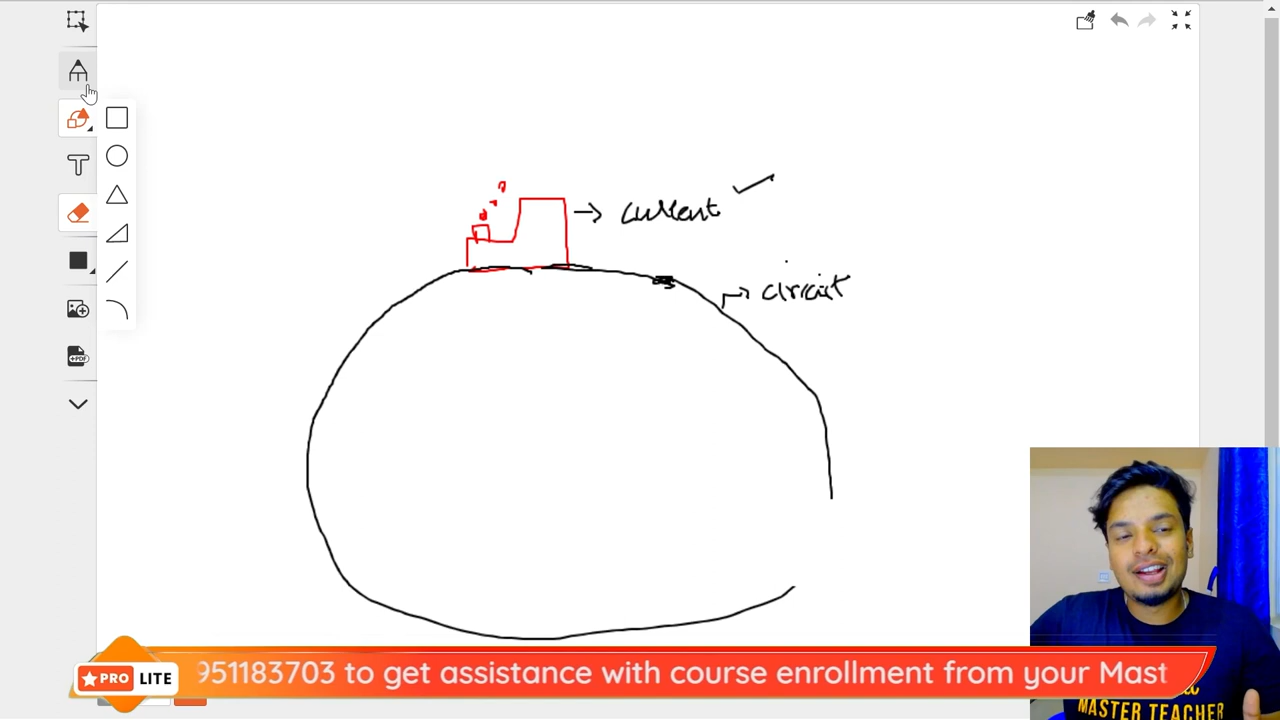 current
circuit
PRO LITE
951183703 to get assistance with course enrollment from your Mast
MASTER TEACHER